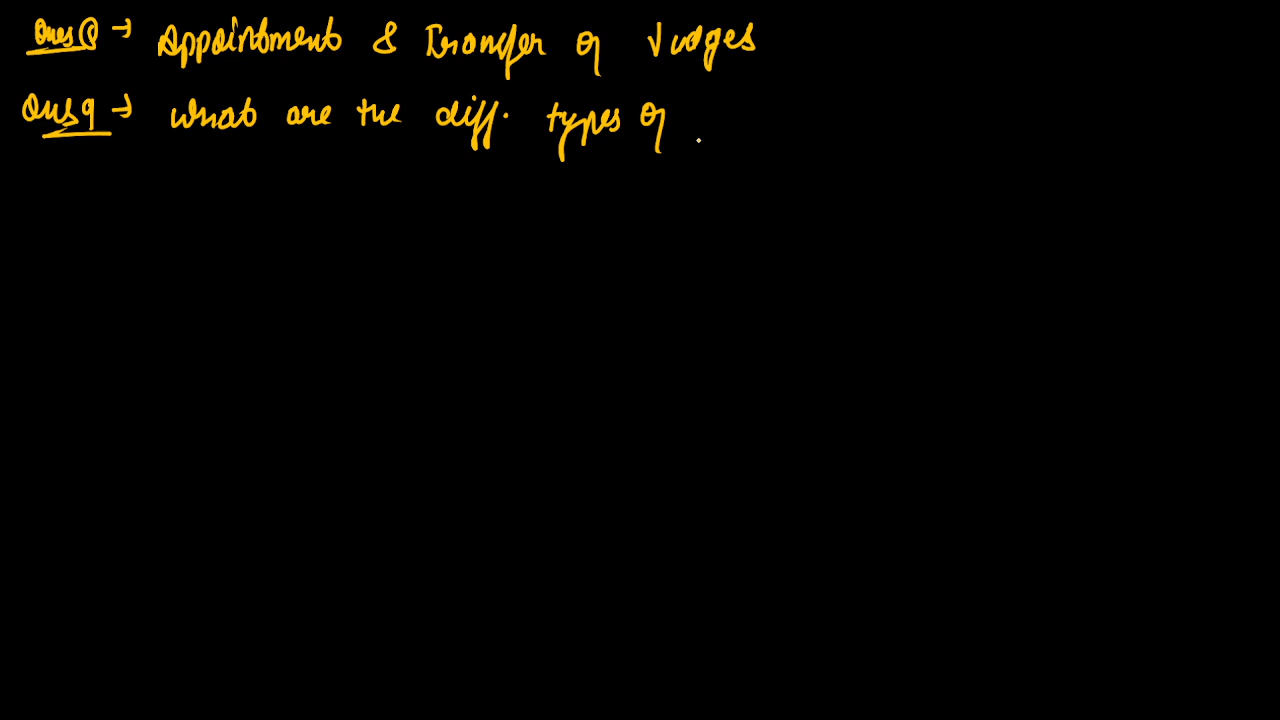 Ques 8 → Appointment & Transfer of Judges
Ques 9 → What are the diff. types of